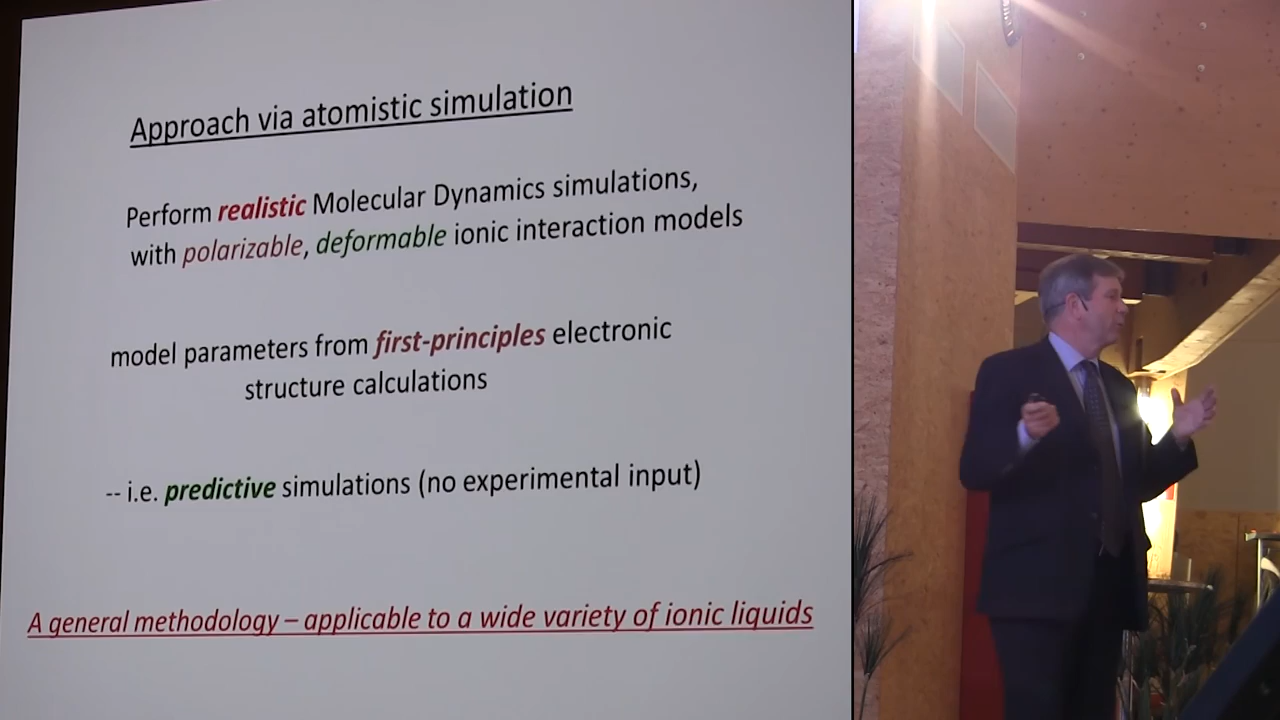 Approach via atomistic simulation
Perform realistic Molecular Dynamics simulations,
with polarizable, deformable ionic interaction models
model parameters from first-principles electronic
structure calculations
-- i.e. predictive simulations (no experimental input)
A general methodology – applicable to a wide variety of ionic liquids